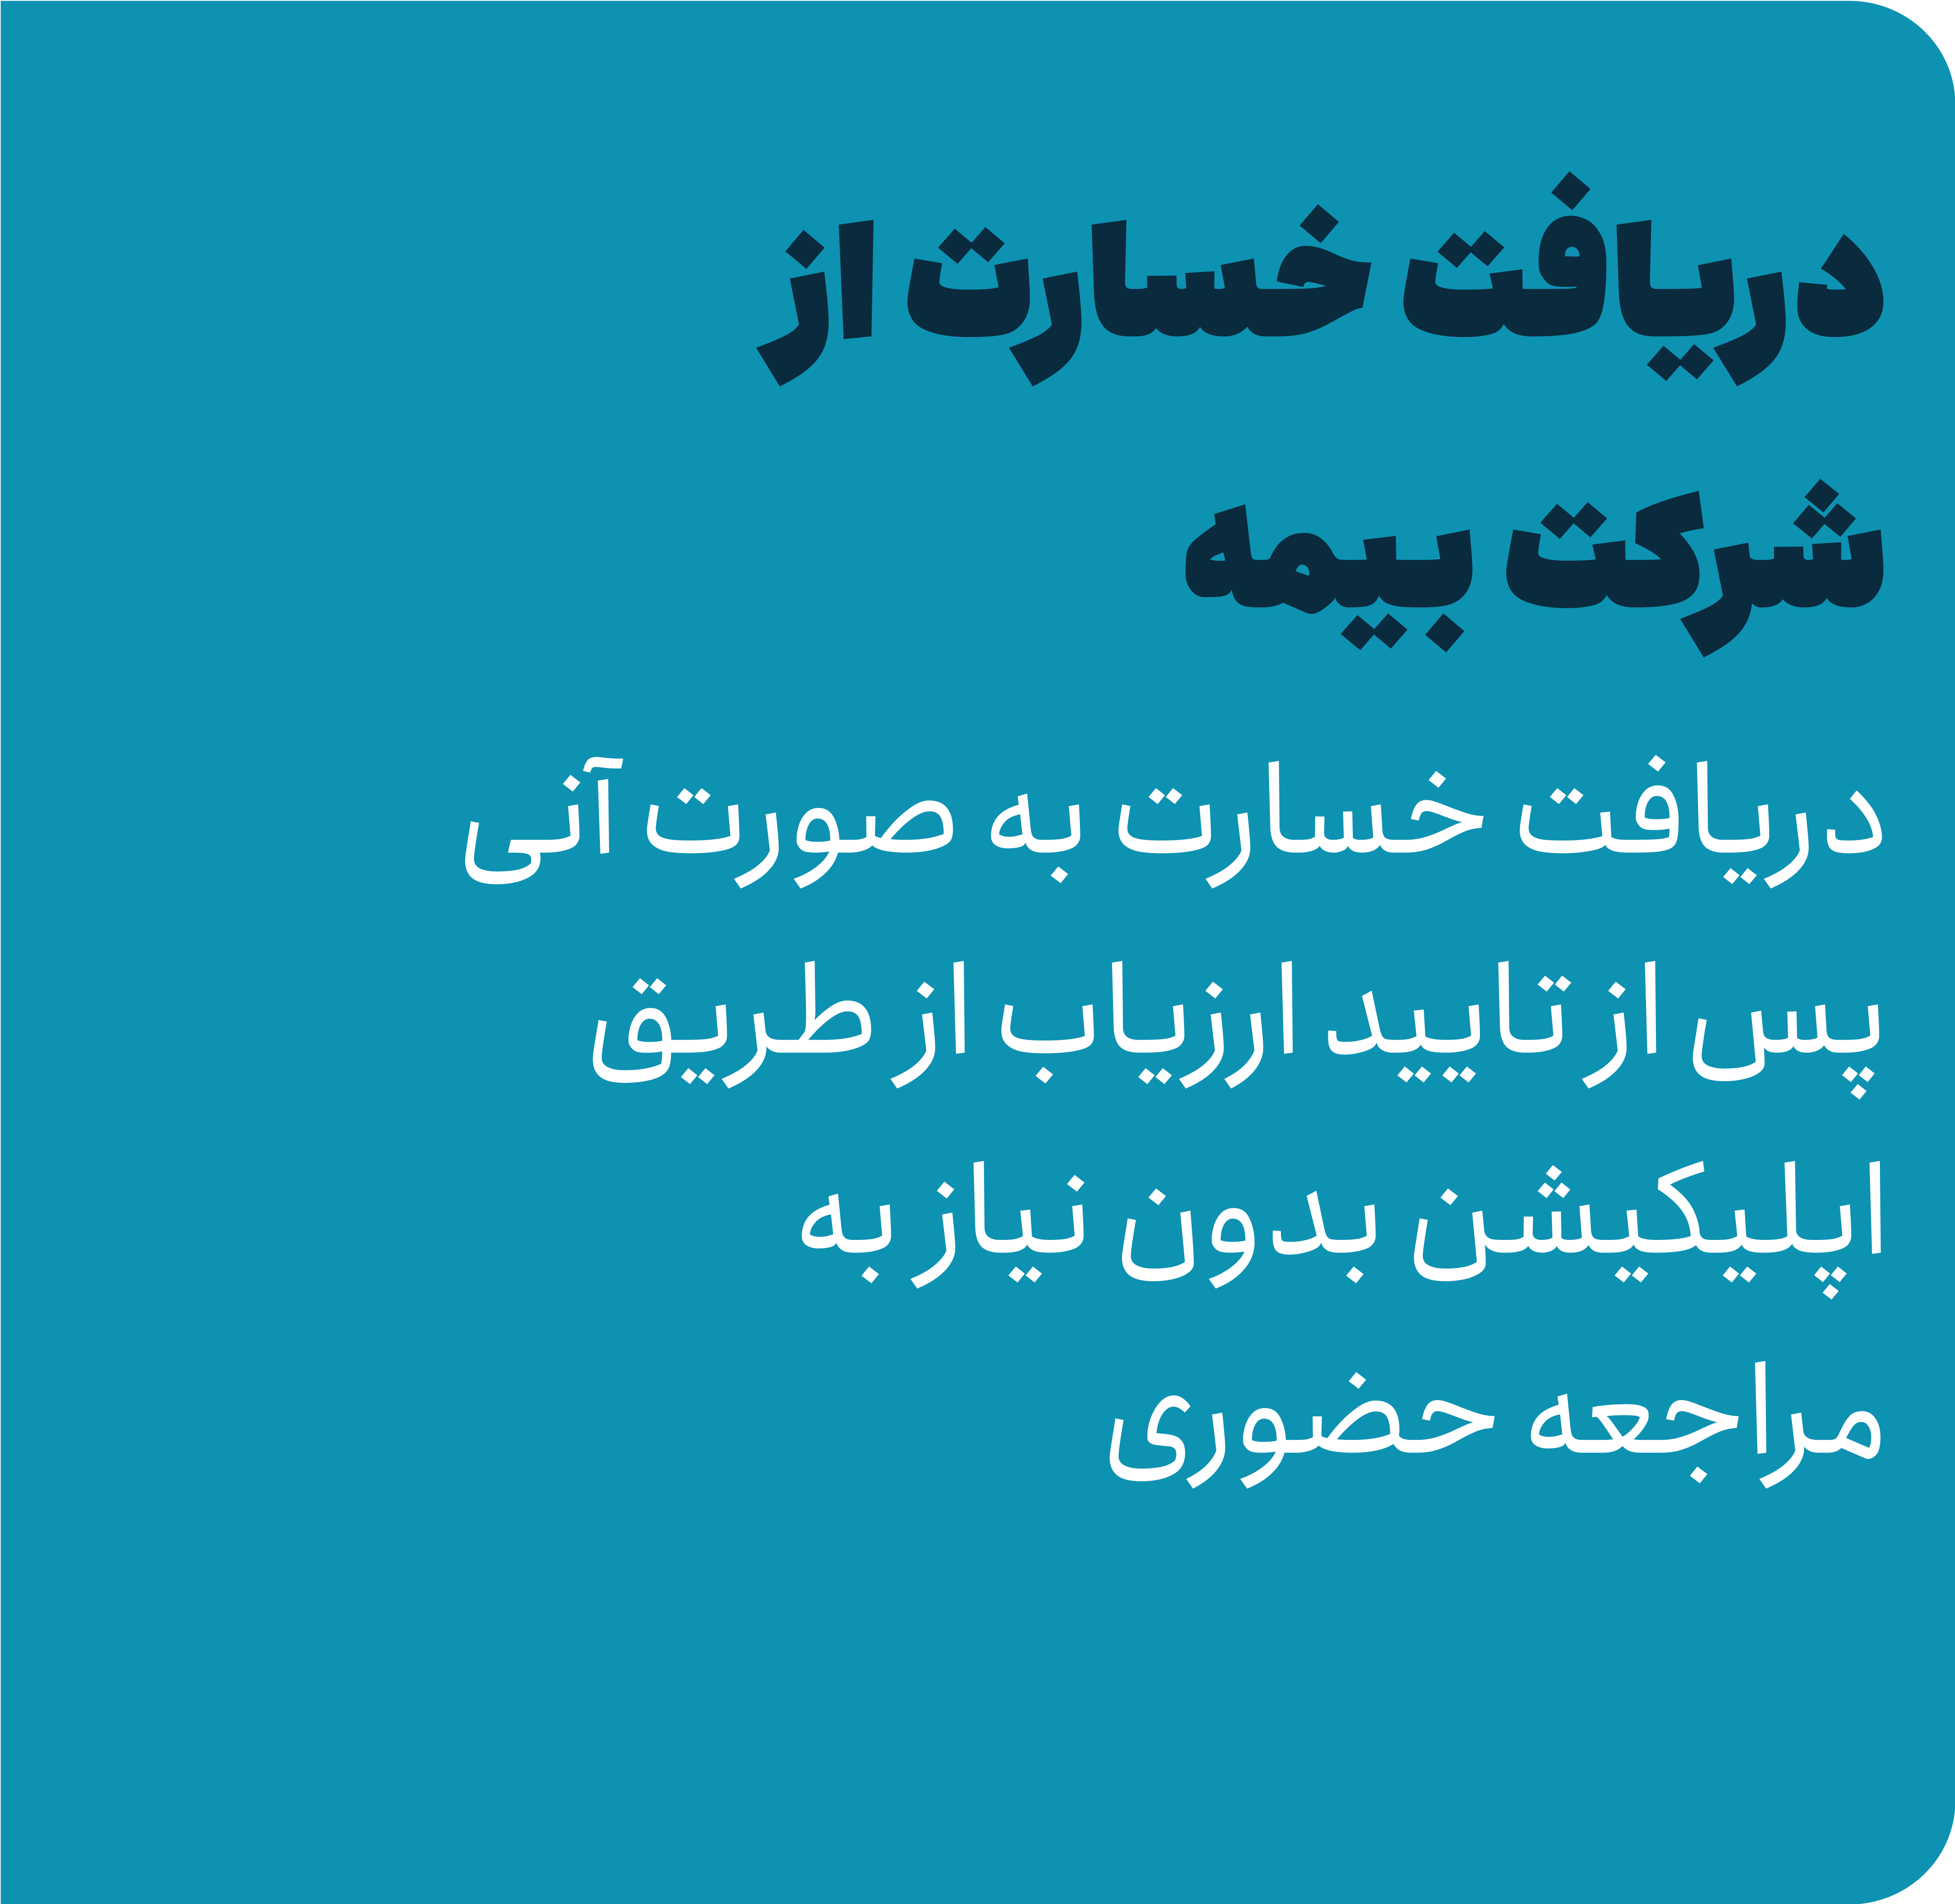 دریافت خسارت از
شرکت بیمه
دریافت خسارت به صورت آنی
پس از تایید ارزیاب از طریق
اپلیکیشن بدون نیاز به
مراجعه حضوری